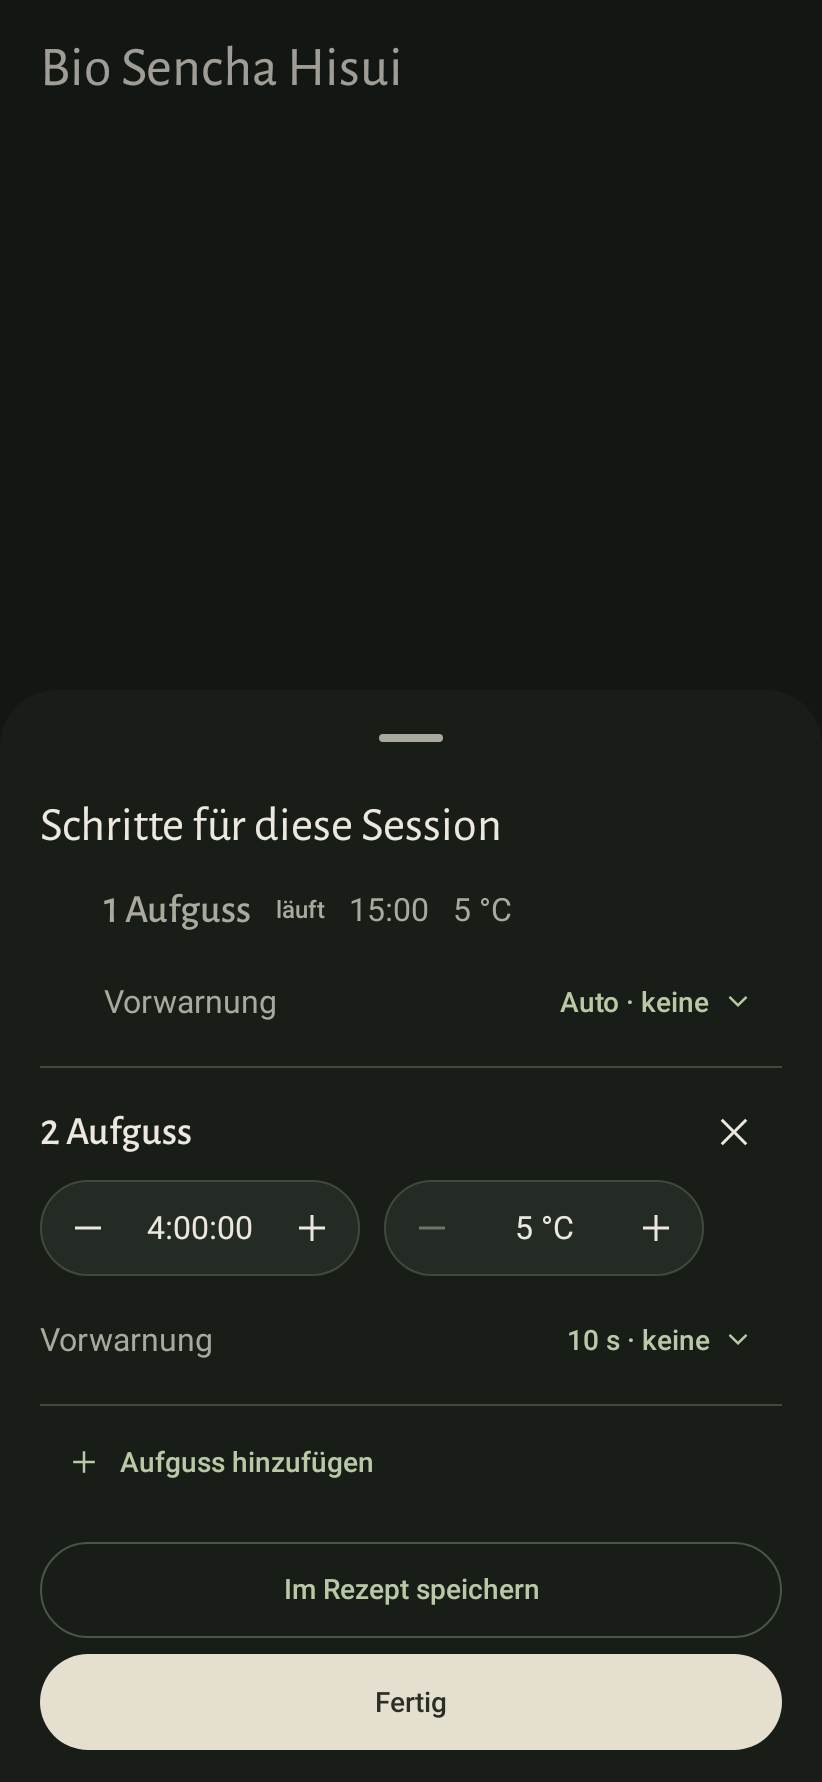 Bio Sencha Hisui
Schritte für diese Session
1 Aufguss läuft 15:00 5 °C
Vorwarnung Auto · keine
2 Aufguss
4:00:00 5 °C
Vorwarnung 10 s · keine
Aufguss hinzufügen
Im Rezept speichern
Fertig